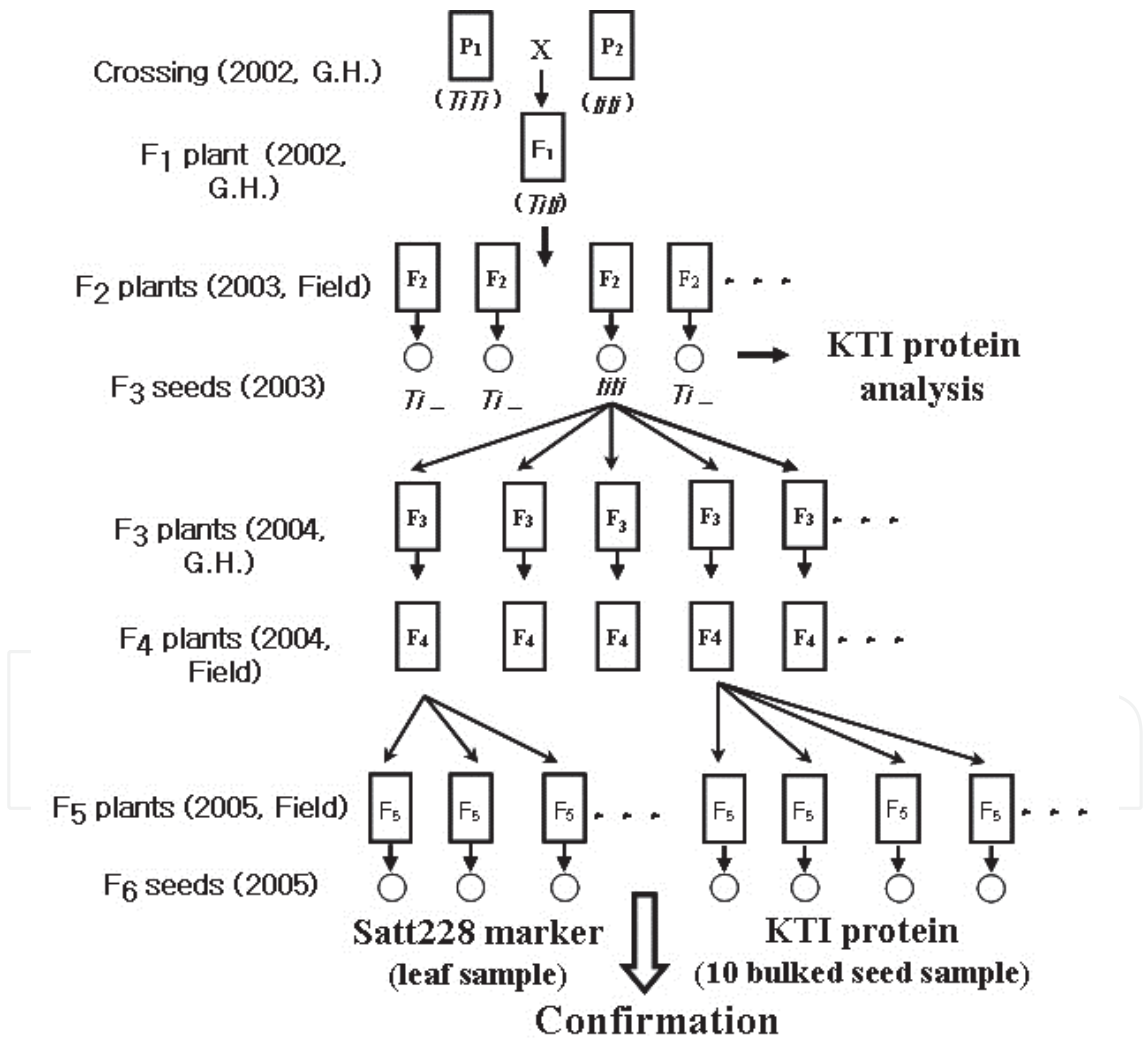 P1 X P2
Crossing (2002, G.H.)
(TiTi) (titi)
F1 plant (2002, G.H.)
F1
(Titi)
F2 plants (2003, Field)
F2 F2 F2 F2 . . .
F3 seeds (2003)
Ti_ Ti_ titi Ti_
KTI protein
analysis
F3 plants (2004, G.H.)
F3 F3 F3 F3 F3 . . .
F4 plants (2004, Field)
F4 F4 F4 F4 F4 . . .
F5 plants (2005, Field)
F5 F5 F5 . . . F5 F5 F5 F5 . . .
F6 seeds (2005)
Satt228 marker
(leaf sample)
KTI protein
(10 bulked seed sample)
Confirmation